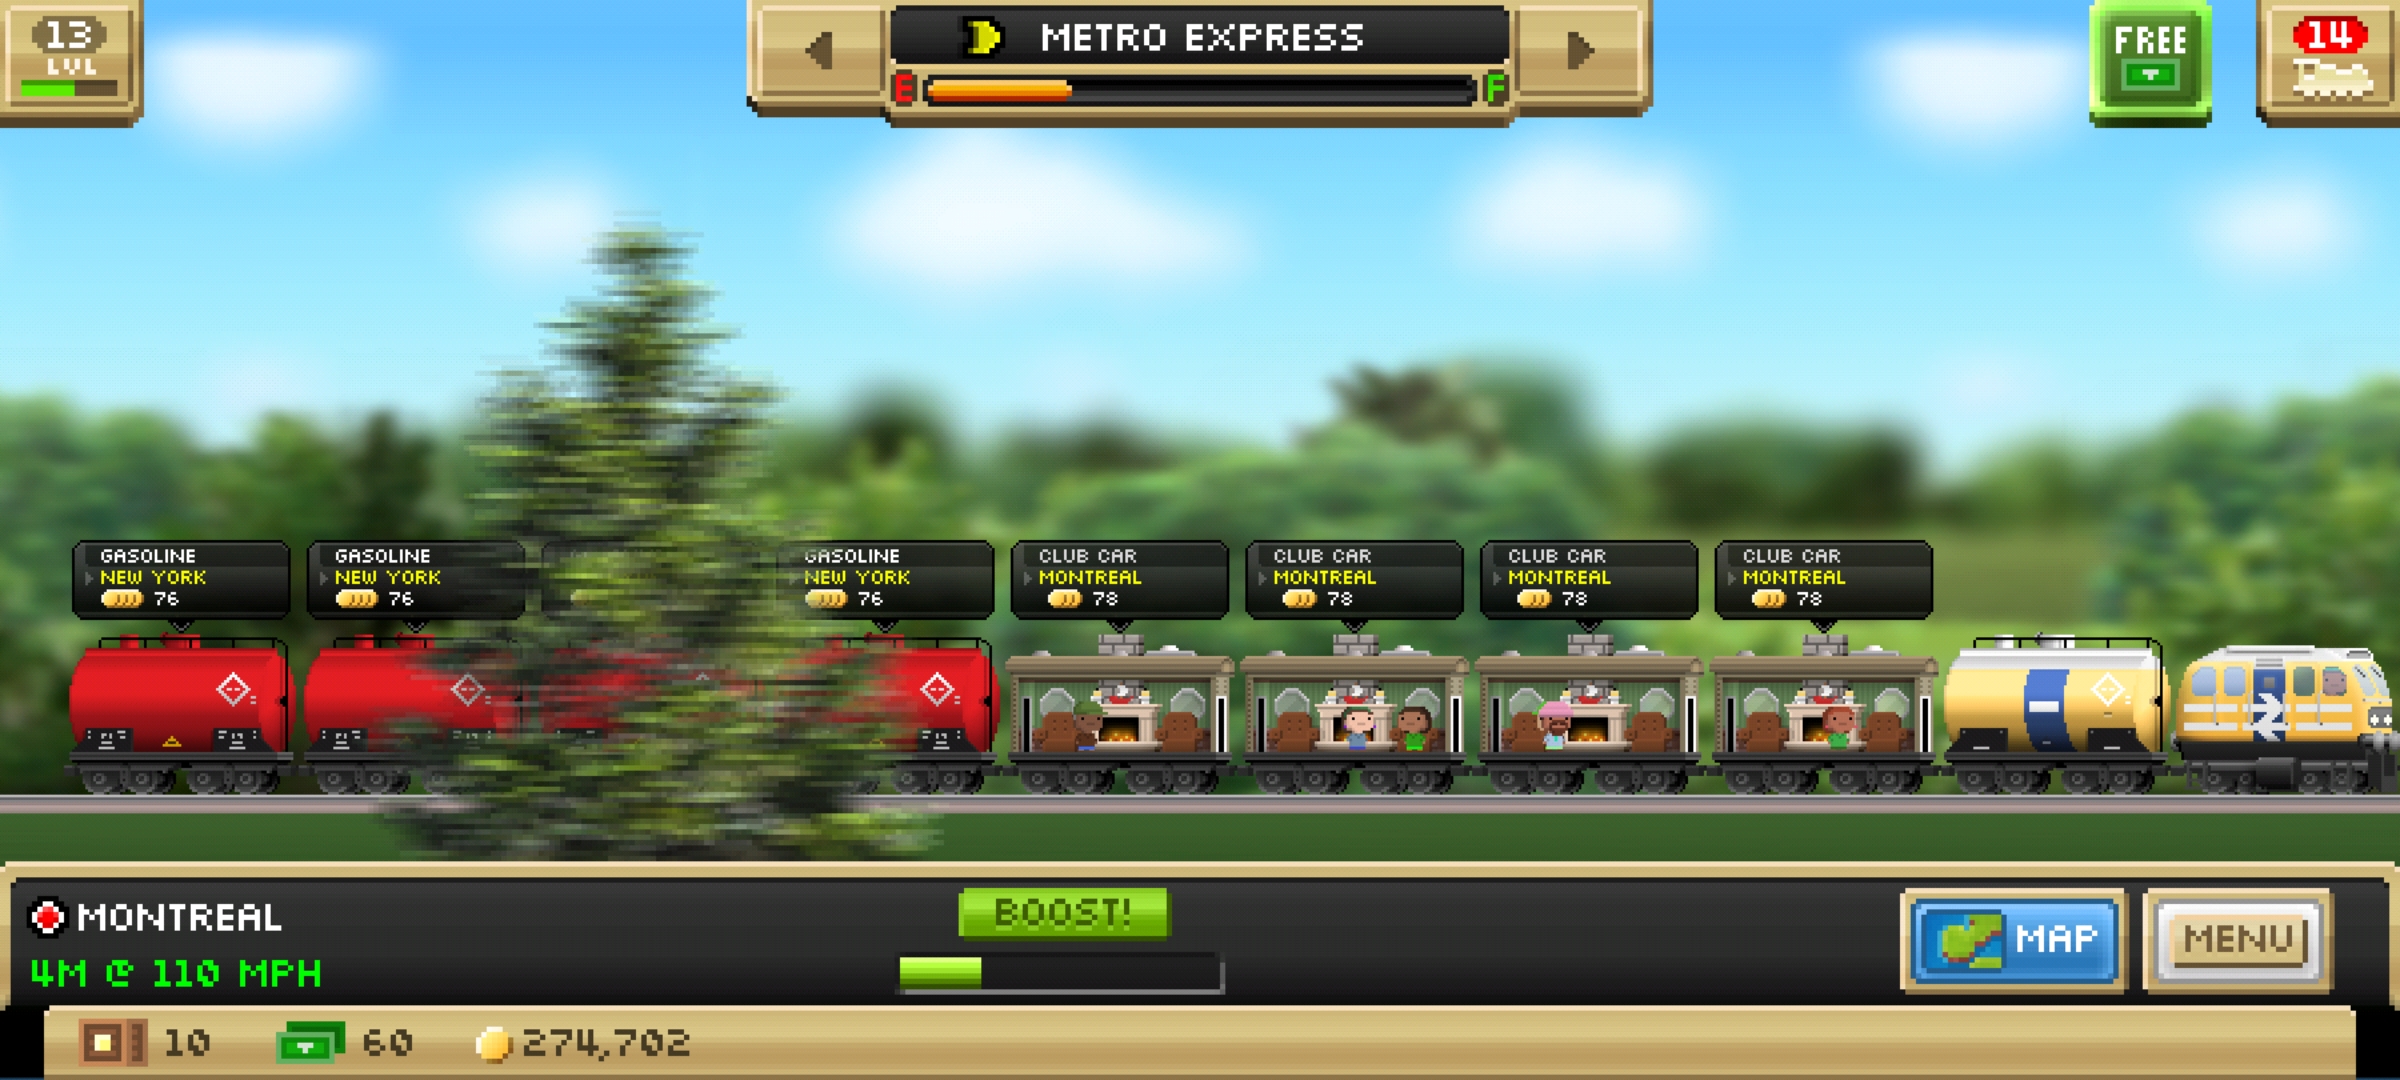 13
LVL
METRO EXPRESS
E
F
FREE
14
GASOLINE
NEW YORK
76
GASOLINE
NEW YORK
76
GASOLINE
NEW YORK
76
CLUB CAR
MONTREAL
78
CLUB CAR
MONTREAL
78
CLUB CAR
MONTREAL
78
CLUB CAR
MONTREAL
78
MONTREAL
4M @ 110 MPH
BOOST!
MAP
MENU
10
60
274,702